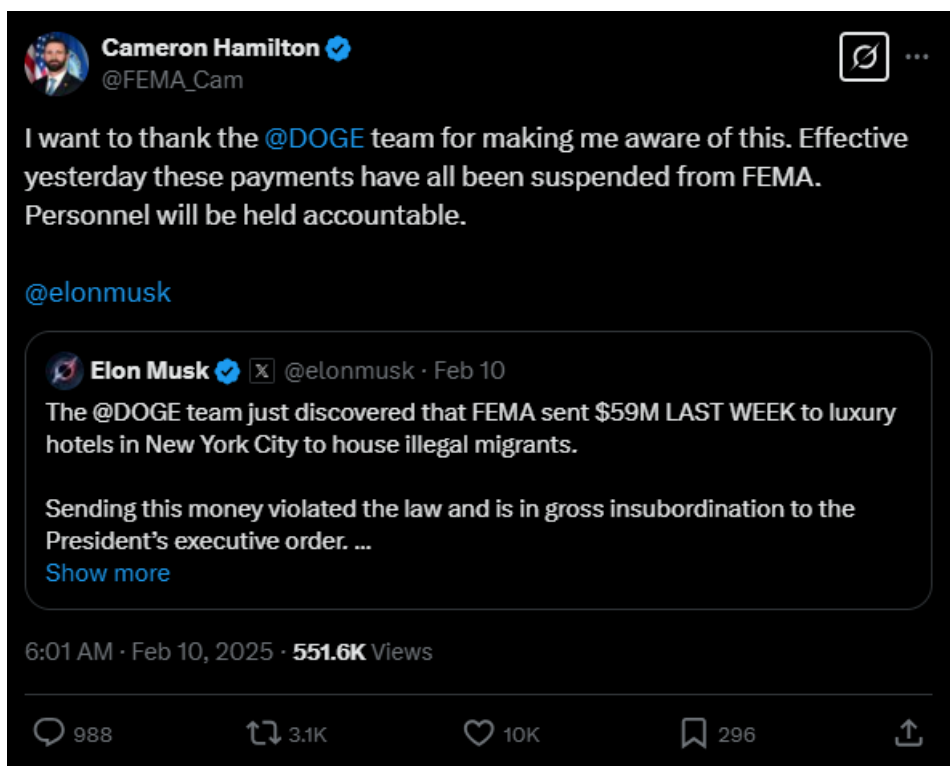 Cameron Hamilton
@FEMA_Cam
I want to thank the @DOGE team for making me aware of this. Effective
yesterday these payments have all been suspended from FEMA.
Personnel will be held accountable.
@elonmusk
Elon Musk X @elonmusk · Feb 10
The @DOGE team just discovered that FEMA sent $59M LAST WEEK to luxury
hotels in New York City to house illegal migrants.
Sending this money violated the law and is in gross insubordination to the
President’s executive order. ...
Show more
6:01 AM · Feb 10, 2025 · 551.6K Views
988 3.1K 10K 296